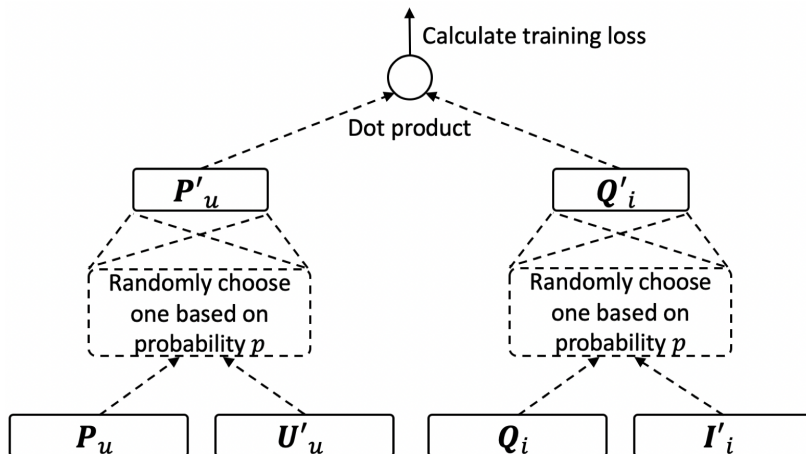 Calculate training loss
Dot product
P'u Q'i
Randomly choose Randomly choose
one based on one based on
probability p probability p
Pu U'u Qi I'i